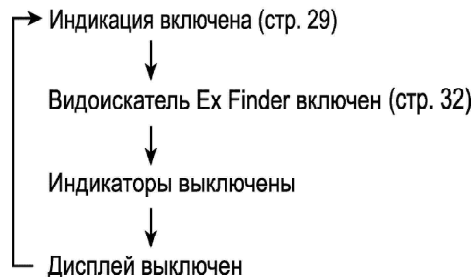 Индикация включена (стр. 29)
Видоискатель Ex Finder включен (стр. 32)
Индикаторы выключены
Дисплей выключен